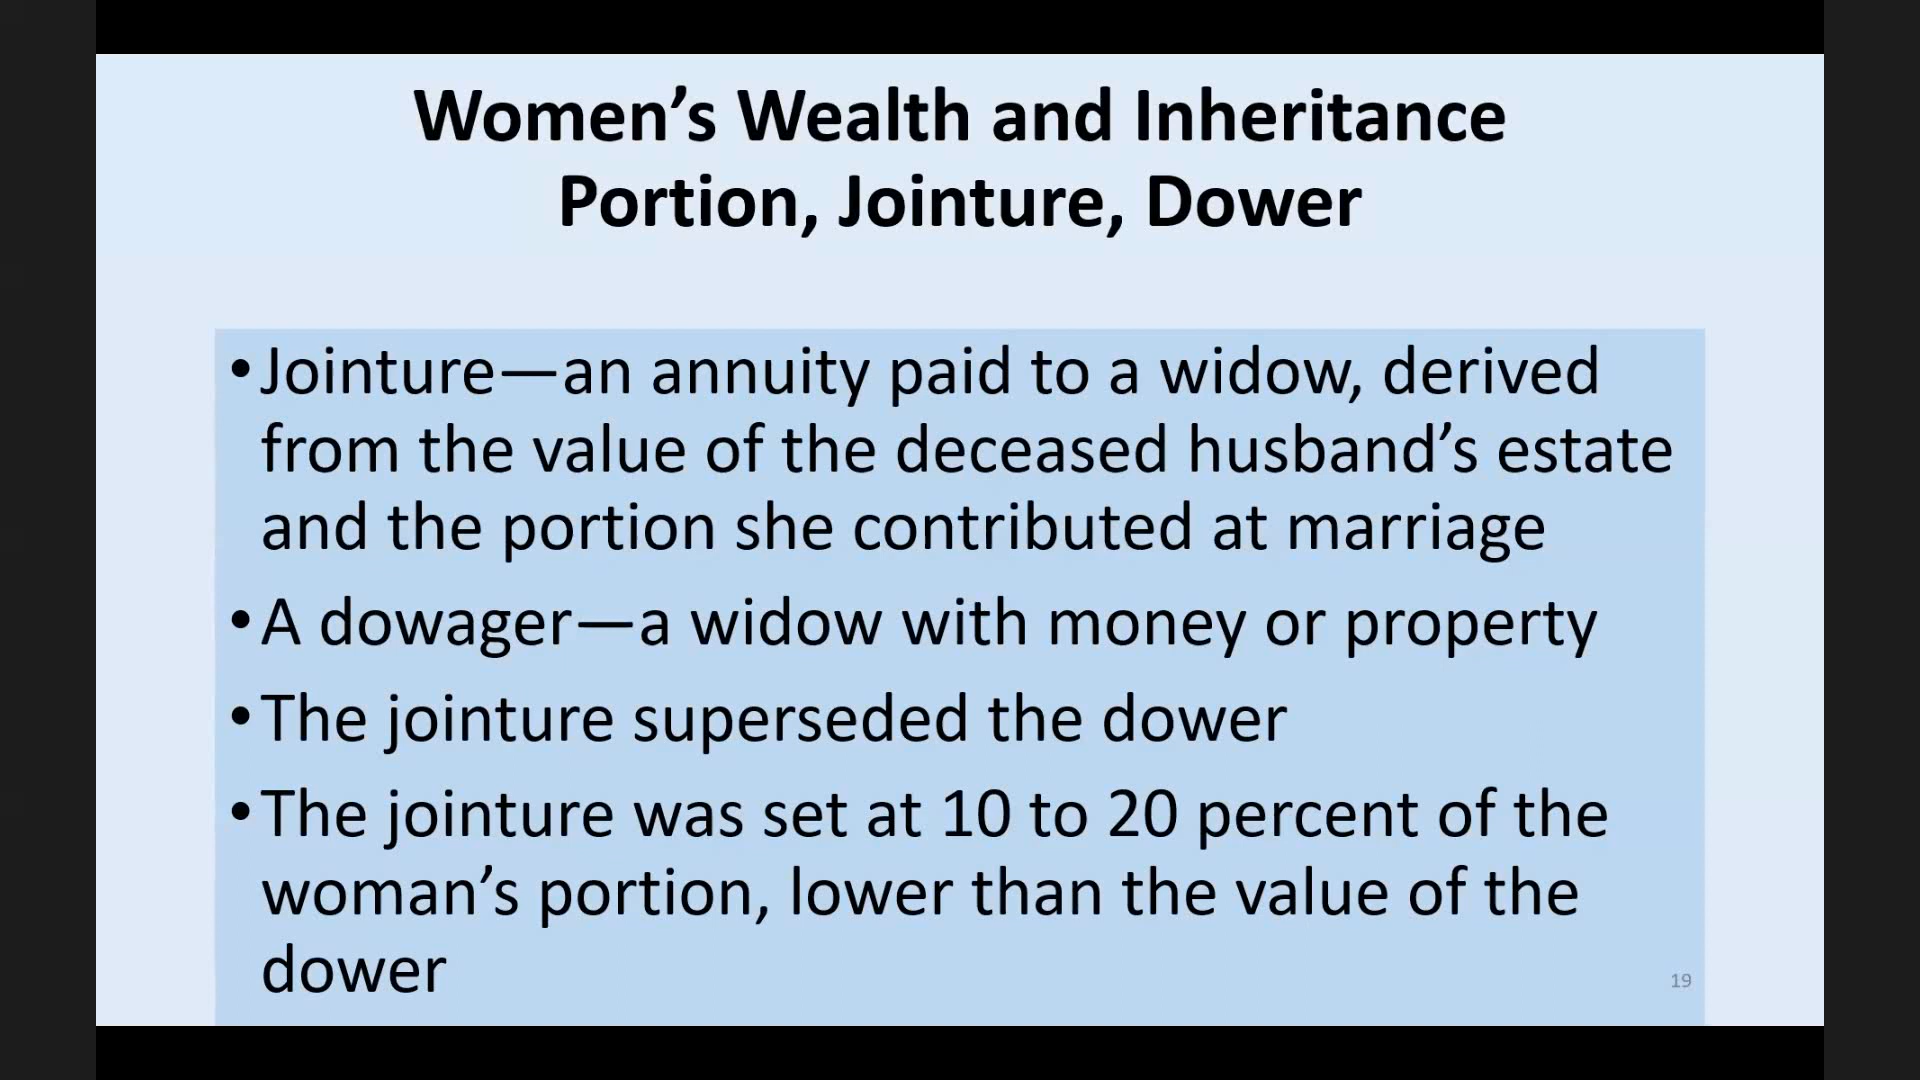 Women’s Wealth and Inheritance
Portion, Jointure, Dower
•Jointure—an annuity paid to a widow, derived
from the value of the deceased husband’s estate
and the portion she contributed at marriage
•A dowager—a widow with money or property
•The jointure superseded the dower
•The jointure was set at 10 to 20 percent of the
woman’s portion, lower than the value of the
dower
19